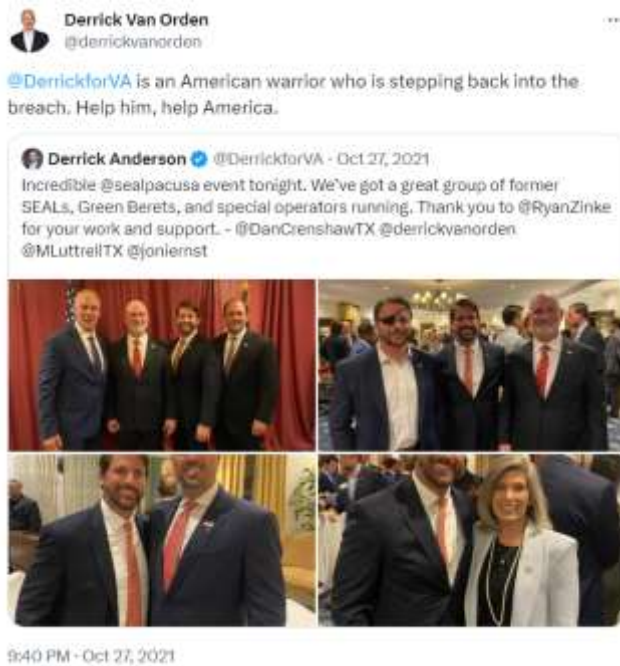 Derrick Van Orden
@derrickvanorden
@DerrickforVA is an American warrior who is stepping back into the
breach. Help him, help America.
Derrick Anderson @DerrickforVA · Oct 27, 2021
Incredible @sealpacusa event tonight. We've got a great group of former
SEALs, Green Berets, and special operators running. Thank you to @RyanZinke
for your work and support. - @DanCrenshawTX @derrickvanorden
@MLuttrellTX @joniernst
9:40 PM · Oct 27, 2021